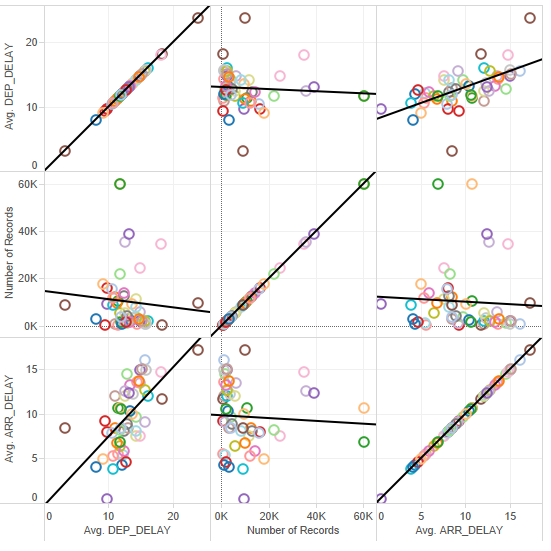 Avg. DEP_DELAY
20
10
0
Number of Records
60K
40K
20K
0K
Avg. ARR_DELAY
15
10
5
0
0 10 20 0K 20K 40K 60K 0 5 10 15
Avg. DEP_DELAY Number of Records Avg. ARR_DELAY